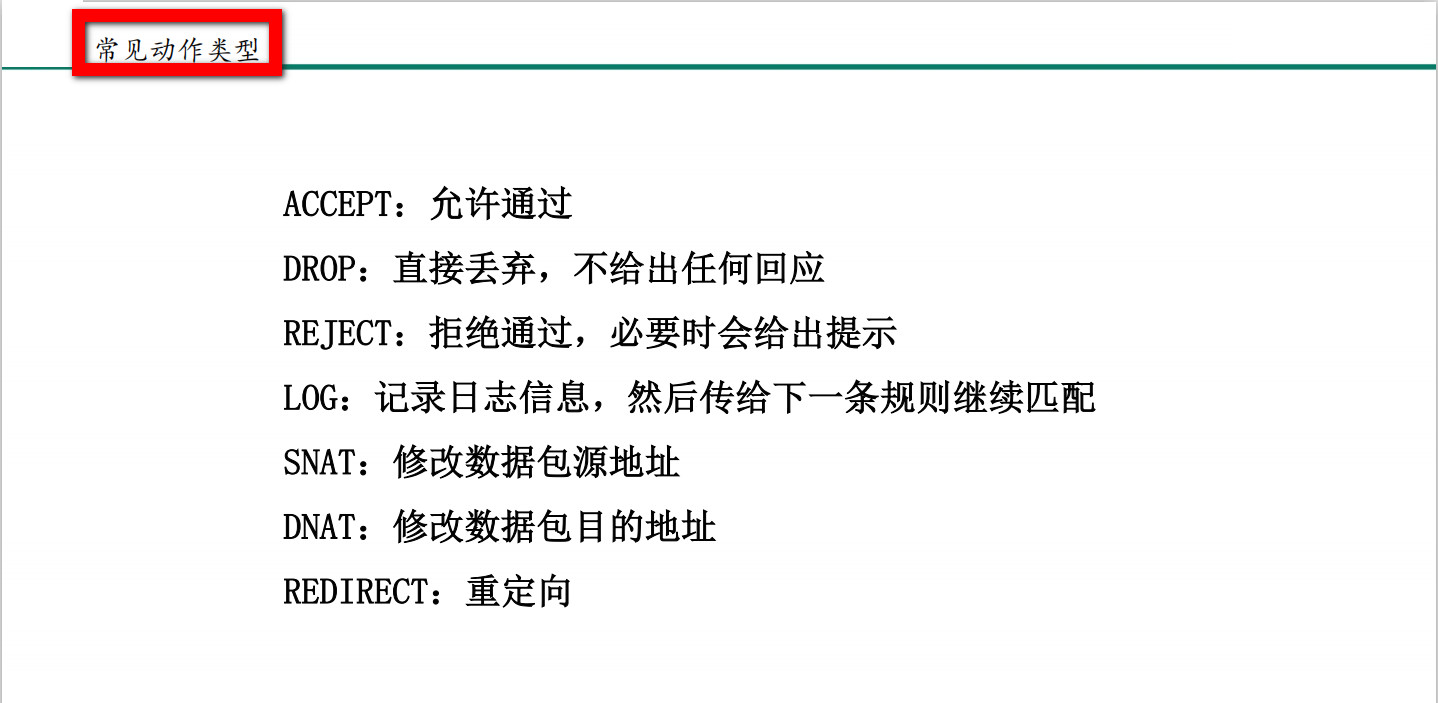 常见动作类型
ACCEPT：允许通过
DROP：直接丢弃，不给出任何回应
REJECT：拒绝通过，必要时会给出提示
LOG：记录日志信息，然后传给下一条规则继续匹配
SNAT：修改数据包源地址
DNAT：修改数据包目的地址
REDIRECT：重定向